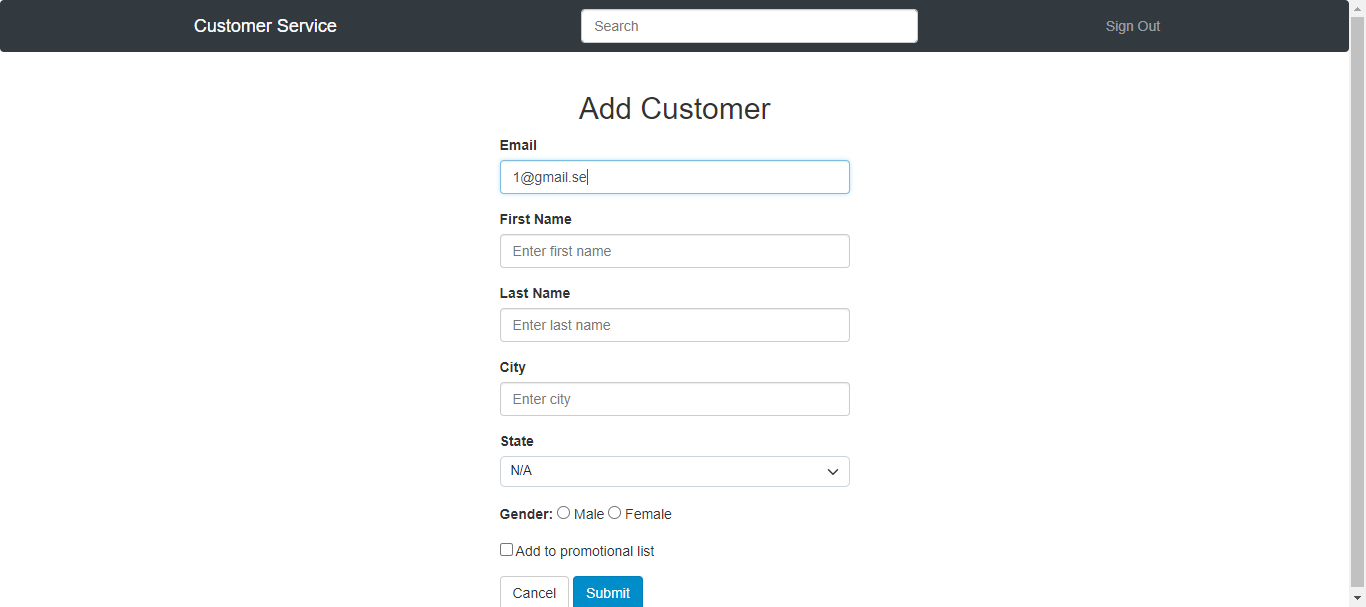 Customer Service Search Sign Out
Add Customer
Email
1@gmail.se
First Name
Enter first name
Last Name
Enter last name
City
Enter city
State
N/A
Gender: Male Female
Add to promotional list
Cancel Submit